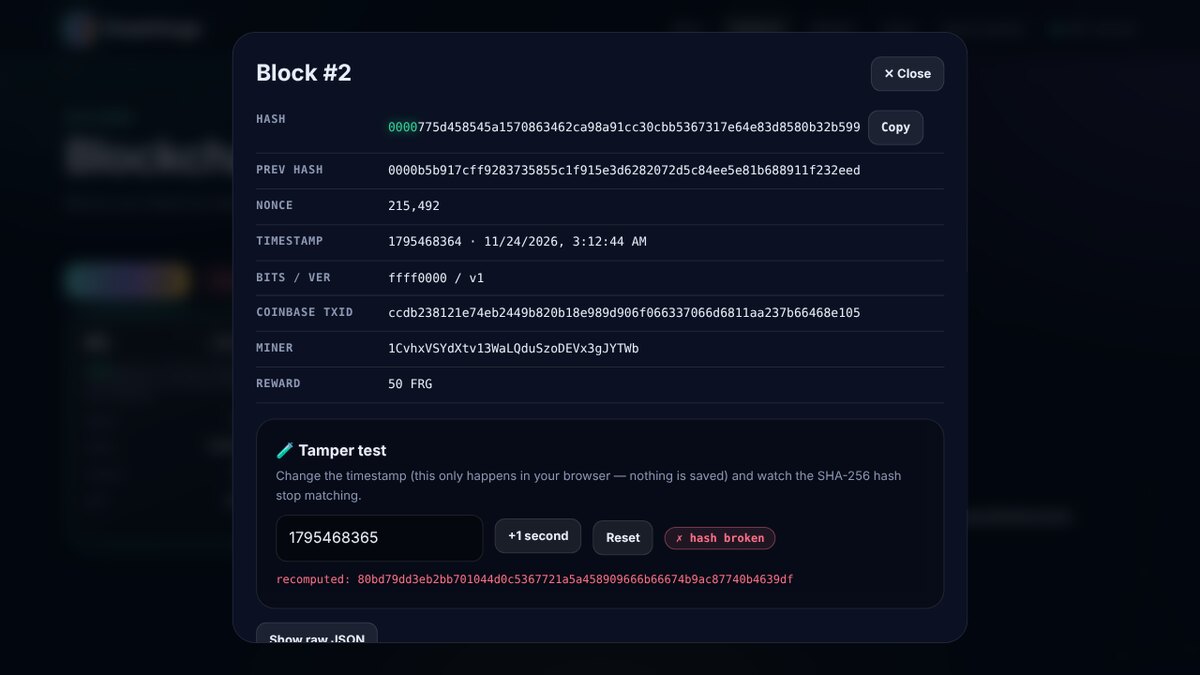 Block #2
✕ Close
HASH
0000775d458545a1570863462ca98a91cc30cbb5367317e64e83d8580b32b599
Copy
PREV HASH
0000b5b917cff9283735855c1f915e3d6282072d5c84ee5e81b688911f232eed
NONCE
215,492
TIMESTAMP
1795468364 · 11/24/2026, 3:12:44 AM
BITS / VER
ffff0000 / v1
COINBASE TXID
ccdb238121e74eb2449b820b18e989d906f066337066d6811aa237b66468e105
MINER
1CvhxVSYdXtv13WaLQduSzoDEVx3gJYTWb
REWARD
50 FRG
🧪 Tamper test
Change the timestamp (this only happens in your browser — nothing is saved) and watch the SHA-256 hash
stop matching.
1795468365
+1 second
Reset
✗ hash broken
recomputed: 80bd79dd3eb2bb701044d0c5367721a5a458909666b66674b9ac87740b4639df
Show raw JSON